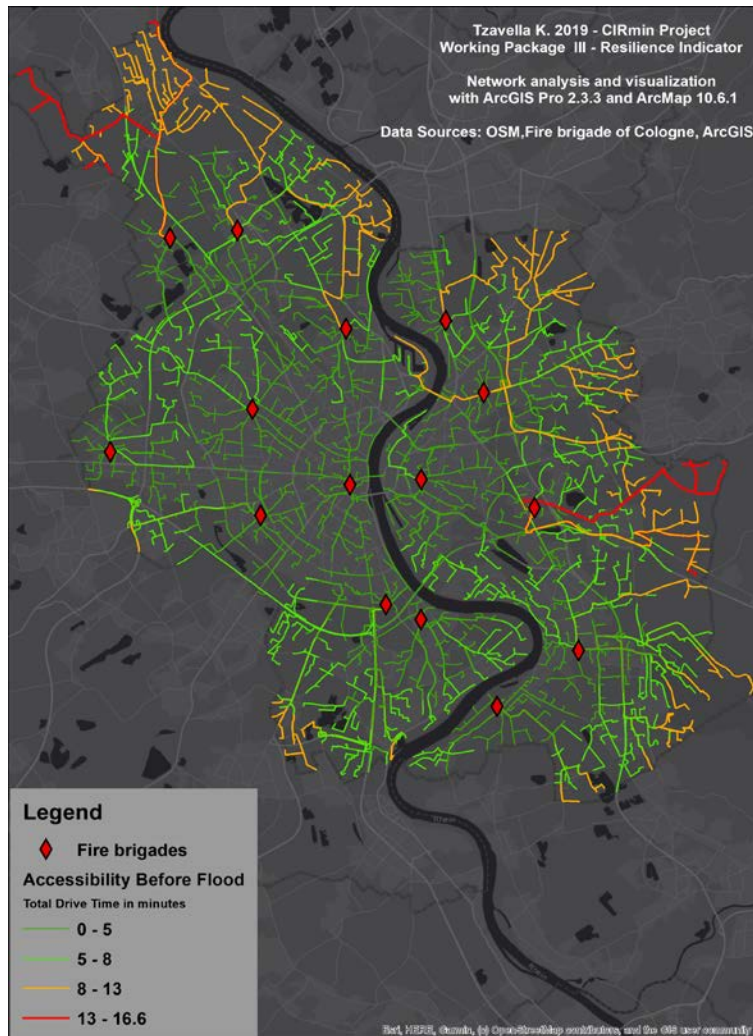 Tzavella K. 2019 - CIRmin Project
Working Package III - Resilience Indicator
Network analysis and visualization
with ArcGIS Pro 2.3.3 and ArcMap 10.6.1
Data Sources: OSM,Fire brigade of Cologne, ArcGIS
Legend
Fire brigades
Accessibility Before Flood
Total Drive Time in minutes
0 - 5
5 - 8
8 - 13
13 - 16.6
Esri, HERE, Garmin, (c) OpenStreetMap contributors, and the GIS user community